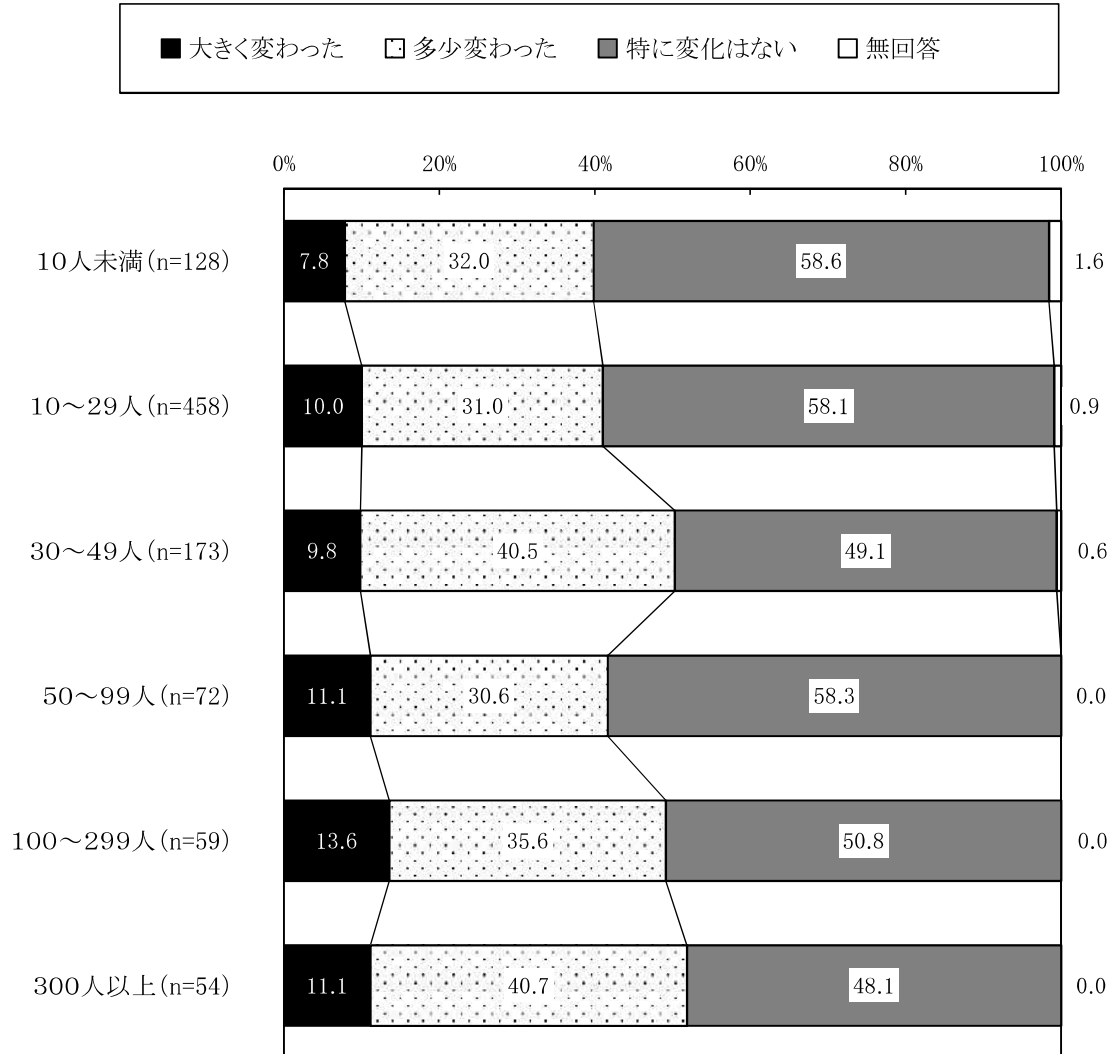 ■大きく変わった □多少変わった ■特に変化はない □無回答
0% 20% 40% 60% 80% 100%
10人未満(n=128) 7.8 32.0 58.6 1.6
10～29人(n=458) 10.0 31.0 58.1 0.9
30～49人(n=173) 9.8 40.5 49.1 0.6
50～99人(n=72) 11.1 30.6 58.3 0.0
100～299人(n=59) 13.6 35.6 50.8 0.0
300人以上(n=54) 11.1 40.7 48.1 0.0